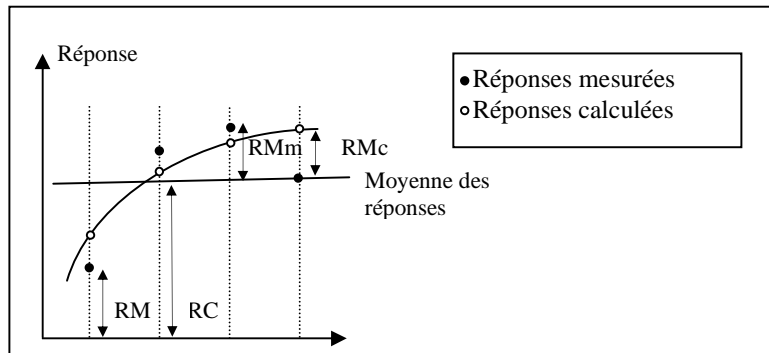 Réponse
Réponses mesurées
Réponses calculées
RMm
RMc
Moyenne des
réponses
RM
RC